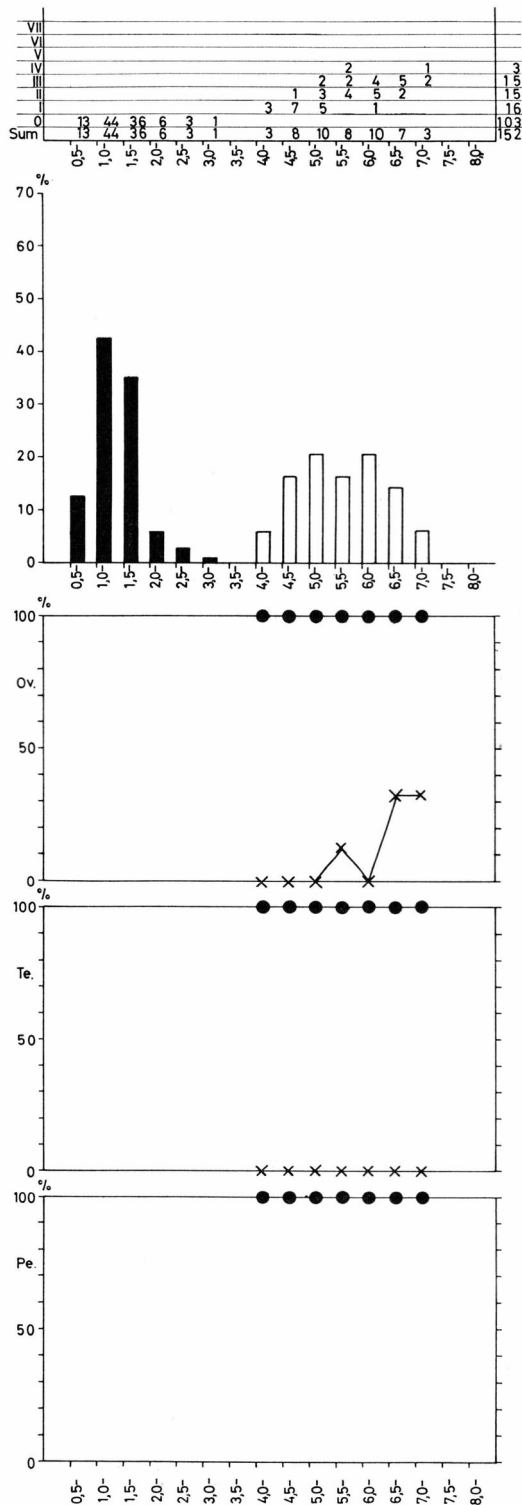 VII
VI
V
IV 2 1 3
III 2 2 4 5 2 15
II 1 3 4 5 2 15
I 3 7 5 1 16
0 13 44 36 6 3 1 103
Sum 13 44 36 6 3 1 3 8 10 8 10 7 3 152
0,5- 1,0- 1,5- 2,0- 2,5- 3,0- 3,5- 4,0- 4,5- 5,0- 5,5- 6,0- 6,5- 7,0- 7,5- 8,0-
%
70
60
50
40
30
20
10
0
0,5- 1,0- 1,5- 2,0- 2,5- 3,0- 3,5- 4,0- 4,5- 5,0- 5,5- 6,0- 6,5- 7,0- 7,5- 8,0-
%
100
Ov.
50
0
%
100
Te.
50
0
%
100
Pe.
50
0
0,5- 1,0- 1,5- 2,0- 2,5- 3,0- 3,5- 4,0- 4,5- 5,0- 5,5- 6,0- 6,5- 7,0- 7,5- 8,0-